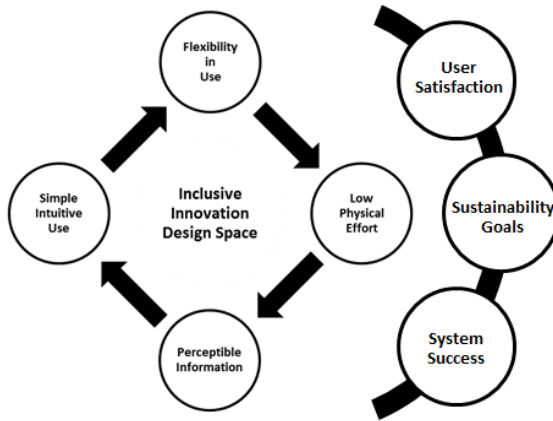 Flexibility
in
Use
User
Satisfaction
Simple
Intuitive
Use
Inclusive
Innovation
Design Space
Low
Physical
Effort
Sustainability
Goals
Perceptible
Information
System
Success